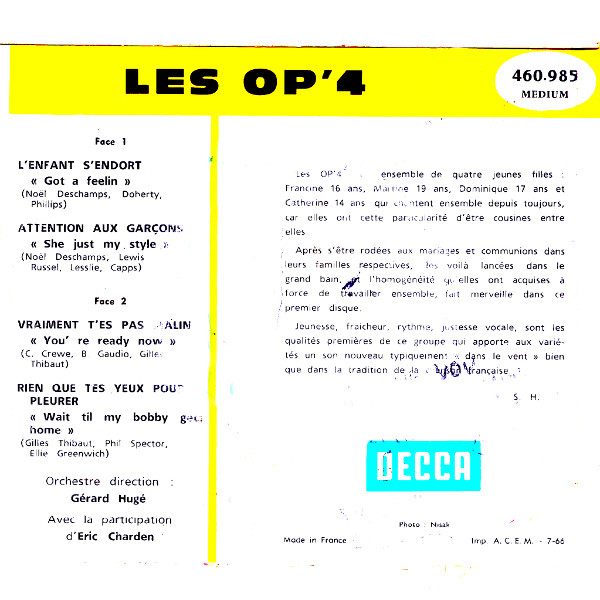 LES OP'4
460.985
MEDIUM
Face 1
L'ENFANT S'ENDORT
« Got a feelin »
(Noël Deschamps, Doherty,
Phillips)
ATTENTION AUX GARÇONS
« She just my style »
(Noël Deschamps, Lewis
Russel, Lesslie, Capps)
Face 2
VRAIMENT T'ES PAS MALIN
« You' re ready now »
(C. Crewe, B Gaudio, Gilles
Thibaut)
RIEN QUE TES YEUX POUR
PLEURER
« Wait til my bobby
home »
(Gilles Thibaut, Phil Spector,
Ellie Greenwich)
Orchestre direction :
Gérard Hugé
Avec la participation
d'Eric Charden
Les OP'4 ensemble de quatre jeunes filles :
Francine 16 ans, Martine 19 ans, Dominique 17 ans et
Catherine 14 ans qui chantent ensemble depuis toujours,
car elles ont cette particularité d'être cousines entre
elles
Après s'être rodées aux mariages et communions dans
leurs familles respectives, les voilà lancées dans le
grand bain, et l'homogénéité qu'elles ont acquises à
force de travailler ensemble, fait merveille dans ce
premier disque.
Jeunesse, fraicheur, rythme, justesse vocale, sont les
qualités premières de ce groupe qui apporte aux varié-
tés un son nouveau typiquement « dans le vent » bien
que dans la tradition de la chanson française
S. H.
DECCA
Photo : Nisak
Made in France
Imp. A. C. E. M. - 7-66